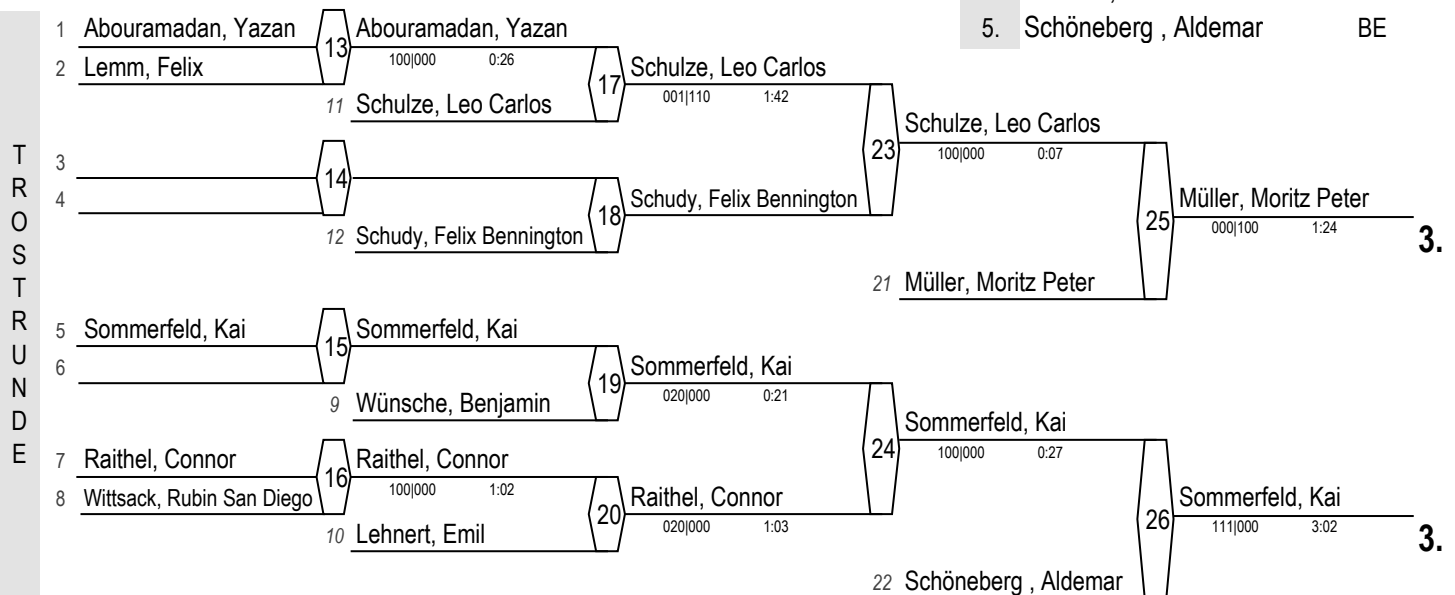 5. Schöneberg , Aldemar BE
TROSTRUNDE
1 Abouramadan, Yazan
2 Lemm, Felix
13
Abouramadan, Yazan
100|000 0:26
11 Schulze, Leo Carlos
17
Schulze, Leo Carlos
001|110 1:42
3
4
14
12 Schudy, Felix Bennington
18
Schudy, Felix Bennington
23
Schulze, Leo Carlos
100|000 0:07
21 Müller, Moritz Peter
25
Müller, Moritz Peter
000|100 1:24
3.
5 Sommerfeld, Kai
6
15
Sommerfeld, Kai
9 Wünsche, Benjamin
19
Sommerfeld, Kai
020|000 0:21
7 Raithel, Connor
8 Wittsack, Rubin San Diego
16
Raithel, Connor
100|000 1:02
10 Lehnert, Emil
20
Raithel, Connor
020|000 1:03
24
Sommerfeld, Kai
100|000 0:27
22 Schöneberg , Aldemar
26
Sommerfeld, Kai
111|000 3:02
3.